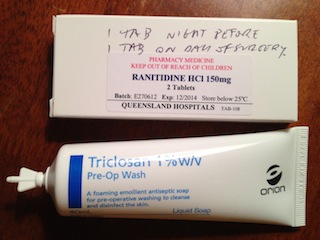 1 TAB NIGHT BEFORE
1 TAB ON DAY OF SURGERY.
PHARMACY MEDICINE
KEEP OUT OF REACH OF CHILDREN
RANITIDINE HCl 150mg
2 Tablets
Batch: E270612 Exp: 12/2014 Store below 25°C
QUEENSLAND HOSPITALS TAB-108
Triclosan 1%w/v
Pre-Op Wash
A foaming emollient antiseptic soap
for pre-operative washing to cleanse
and disinfect the skin.
Liquid Soap
orion